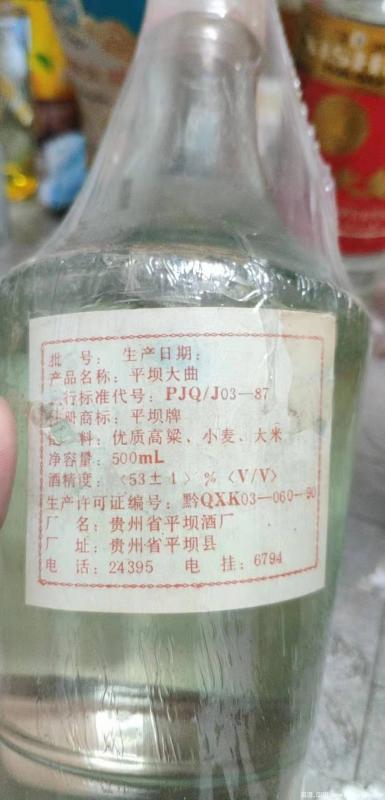 批 号： 生产日期：
产品名称：平坝大曲
行标准代号：PJQ/J03—87
注册商标：平坝牌
料：优质高粱、小麦、大米
净容量：500mL
酒精度：〈53±1〉％〈V/V〉
生产许可证编号：黔QXK03—060—90
厂 名：贵州省平坝酒厂
厂 址：贵州省平坝县
电 话：24395 电 挂：6794